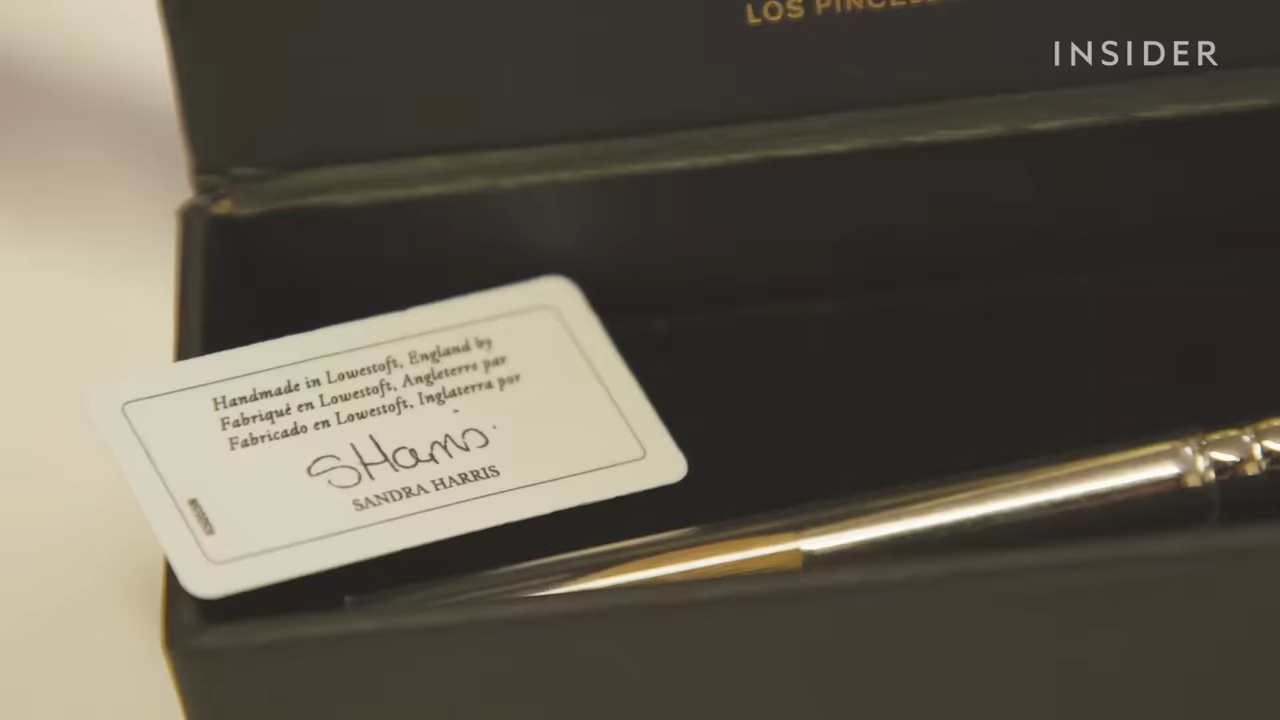 LOS PINCEL
INSIDER
Handmade in Lowestoft, England by
Fabriqué en Lowestoft, Angleterre par
Fabricado en Lowestoft, Inglaterra por
SHarris
SANDRA HARRIS